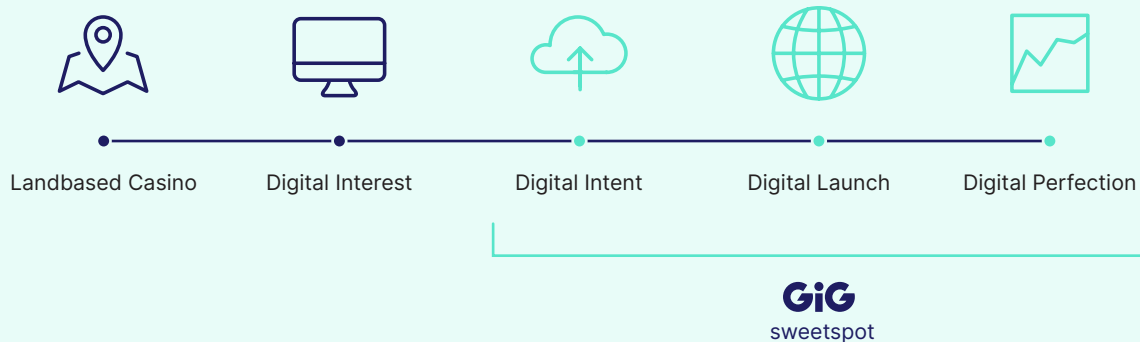 Landbased Casino
Digital Interest
Digital Intent
Digital Launch
Digital Perfection
GiG
sweetspot